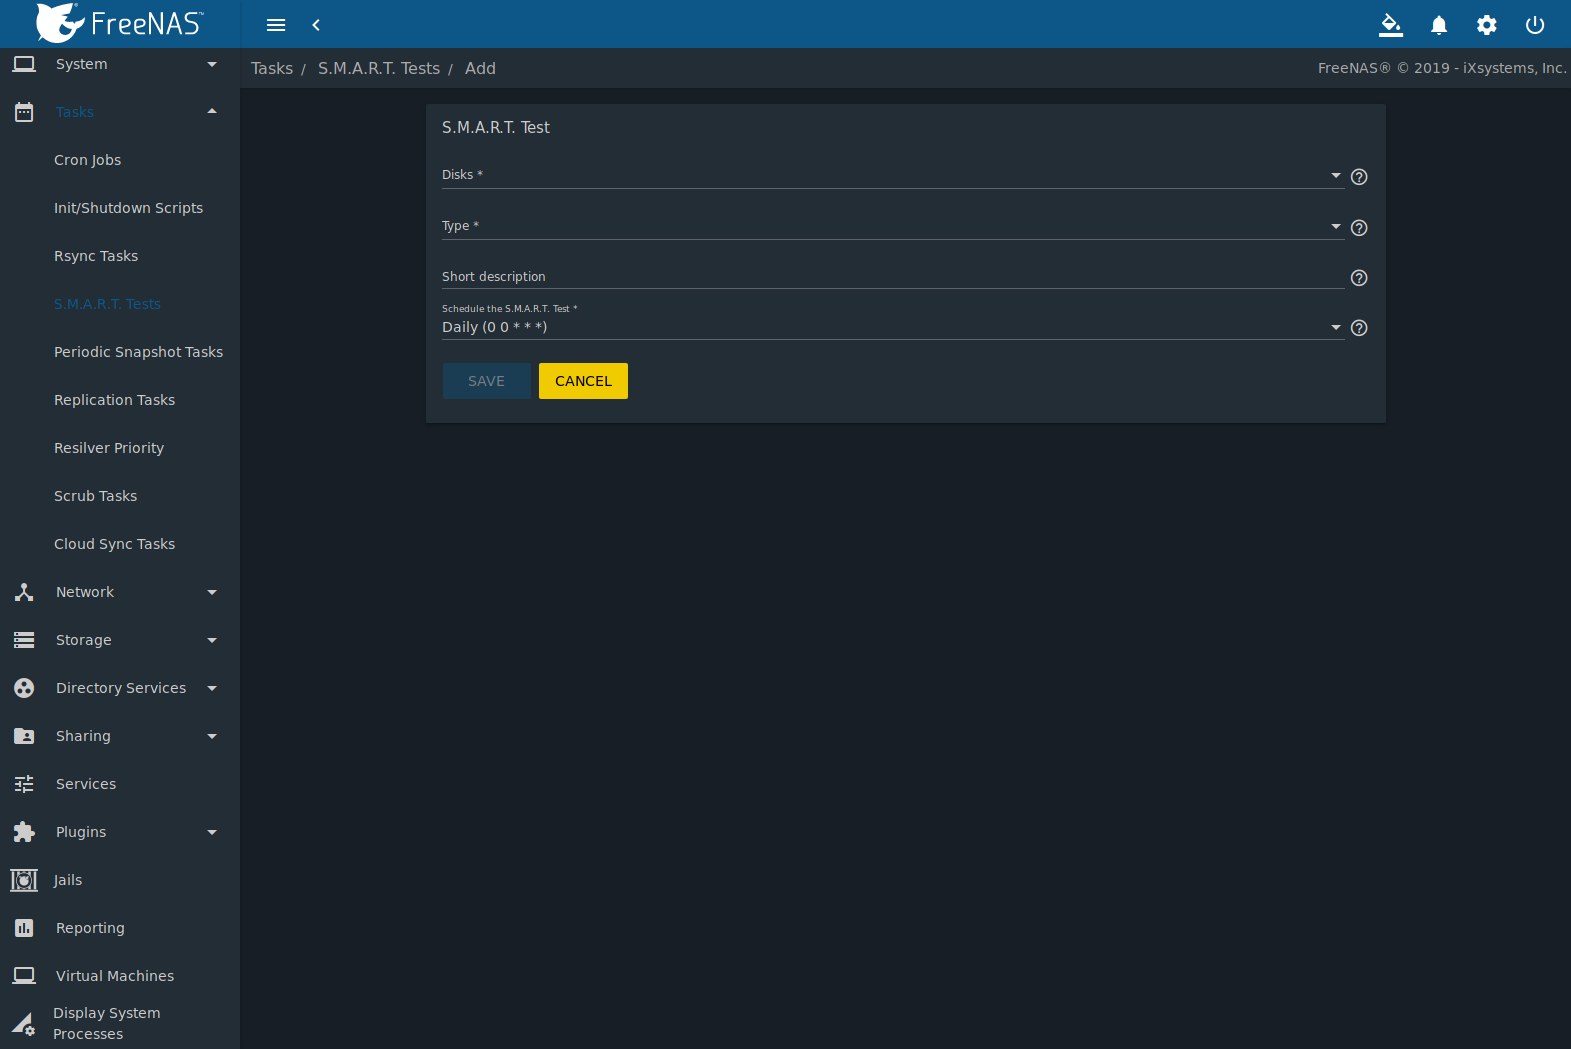 FreeNAS™
System
Tasks / S.M.A.R.T. Tests / Add
FreeNAS® © 2019 - iXsystems, Inc.
Tasks
Cron Jobs
Init/Shutdown Scripts
Rsync Tasks
S.M.A.R.T. Tests
Periodic Snapshot Tasks
Replication Tasks
Resilver Priority
Scrub Tasks
Cloud Sync Tasks
Network
Storage
Directory Services
Sharing
Services
Plugins
Jails
Reporting
Virtual Machines
Display System
Processes
S.M.A.R.T. Test
Disks *
Type *
Short description
Schedule the S.M.A.R.T. Test *
Daily (0 0 * * *)
SAVE
CANCEL